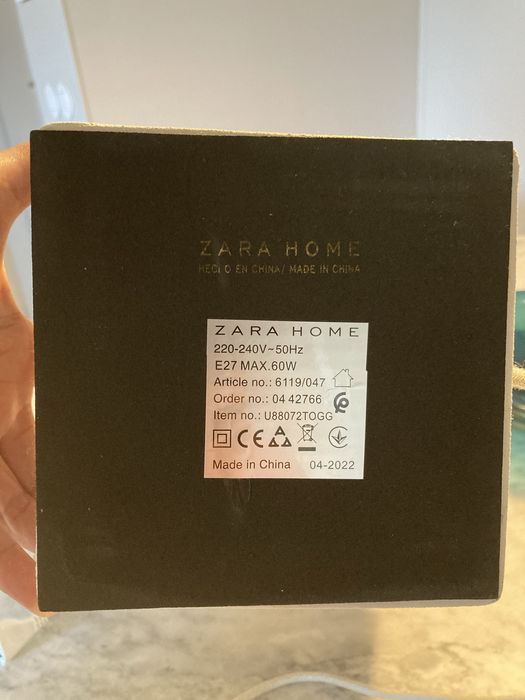 ZARA HOME
HECHO EN CHINA/ MADE IN CHINA
ZARA HOME
220-240V~50Hz
E27 MAX.60W
Article no.: 6119/047
Order no.: 04 42766
Item no.: U88072TOGG
CE
Made in China 04-2022